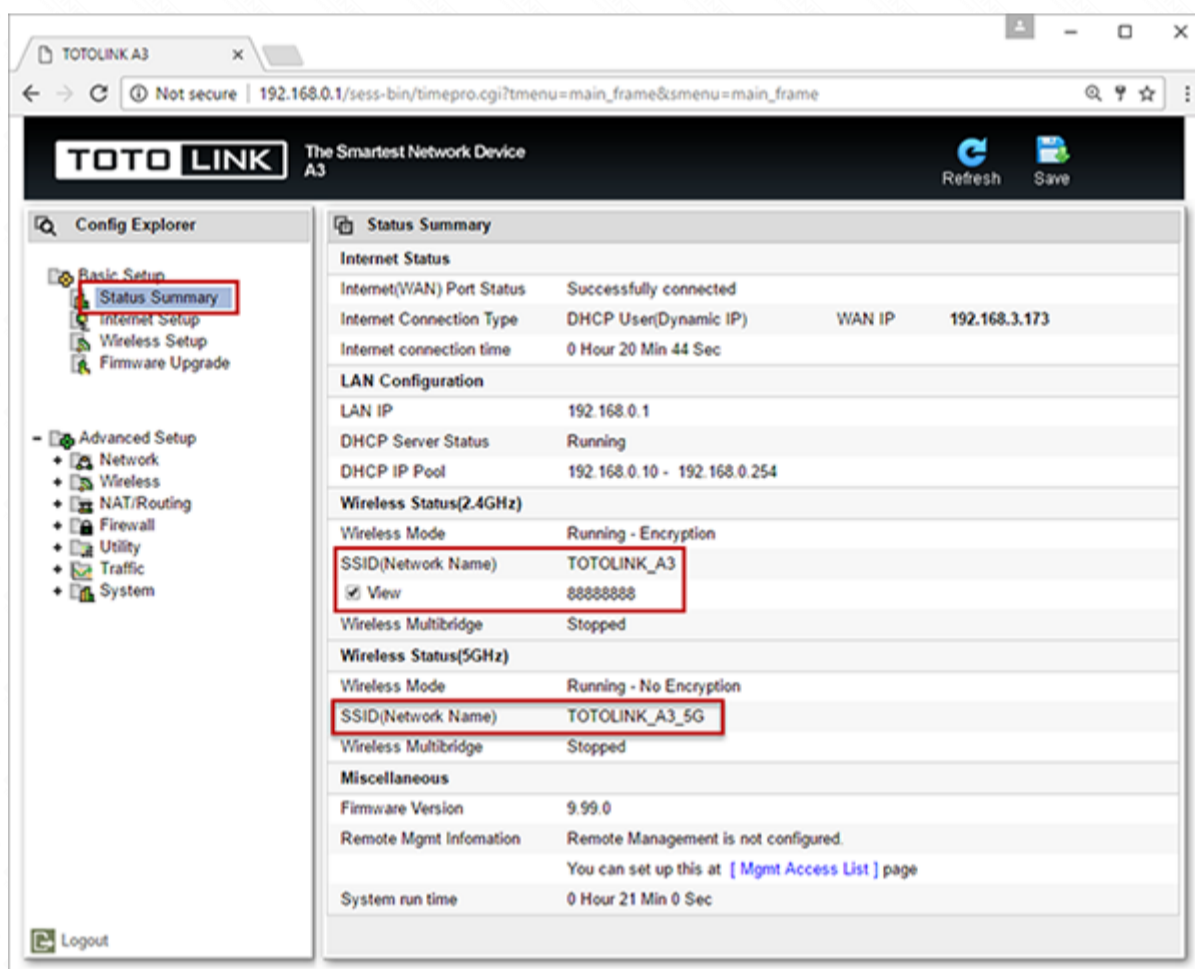 TOTOLINK A3
Not secure | 192.168.0.1/sess-bin/timepro.cgi?tmenu=main_frame&smenu=main_frame
TOTO LINK The Smartest Network Device
A3
Refresh Save
Config Explorer
Basic Setup
Status Summary
Internet Setup
Wireless Setup
Firmware Upgrade
Advanced Setup
Network
Wireless
NAT/Routing
Firewall
Utility
Traffic
System
Logout
Status Summary
Internet Status
Internet(WAN) Port Status Successfully connected
Internet Connection Type DHCP User(Dynamic IP) WAN IP 192.168.3.173
Internet connection time 0 Hour 20 Min 44 Sec
LAN Configuration
LAN IP 192.168.0.1
DHCP Server Status Running
DHCP IP Pool 192.168.0.10 - 192.168.0.254
Wireless Status(2.4GHz)
Wireless Mode Running - Encryption
SSID(Network Name) TOTOLINK_A3
View 88888888
Wireless Multibridge Stopped
Wireless Status(5GHz)
Wireless Mode Running - No Encryption
SSID(Network Name) TOTOLINK_A3_5G
Wireless Multibridge Stopped
Miscellaneous
Firmware Version 9.99.0
Remote Mgmt Infomation Remote Management is not configured.
You can set up this at [ Mgmt Access List ] page
System run time 0 Hour 21 Min 0 Sec